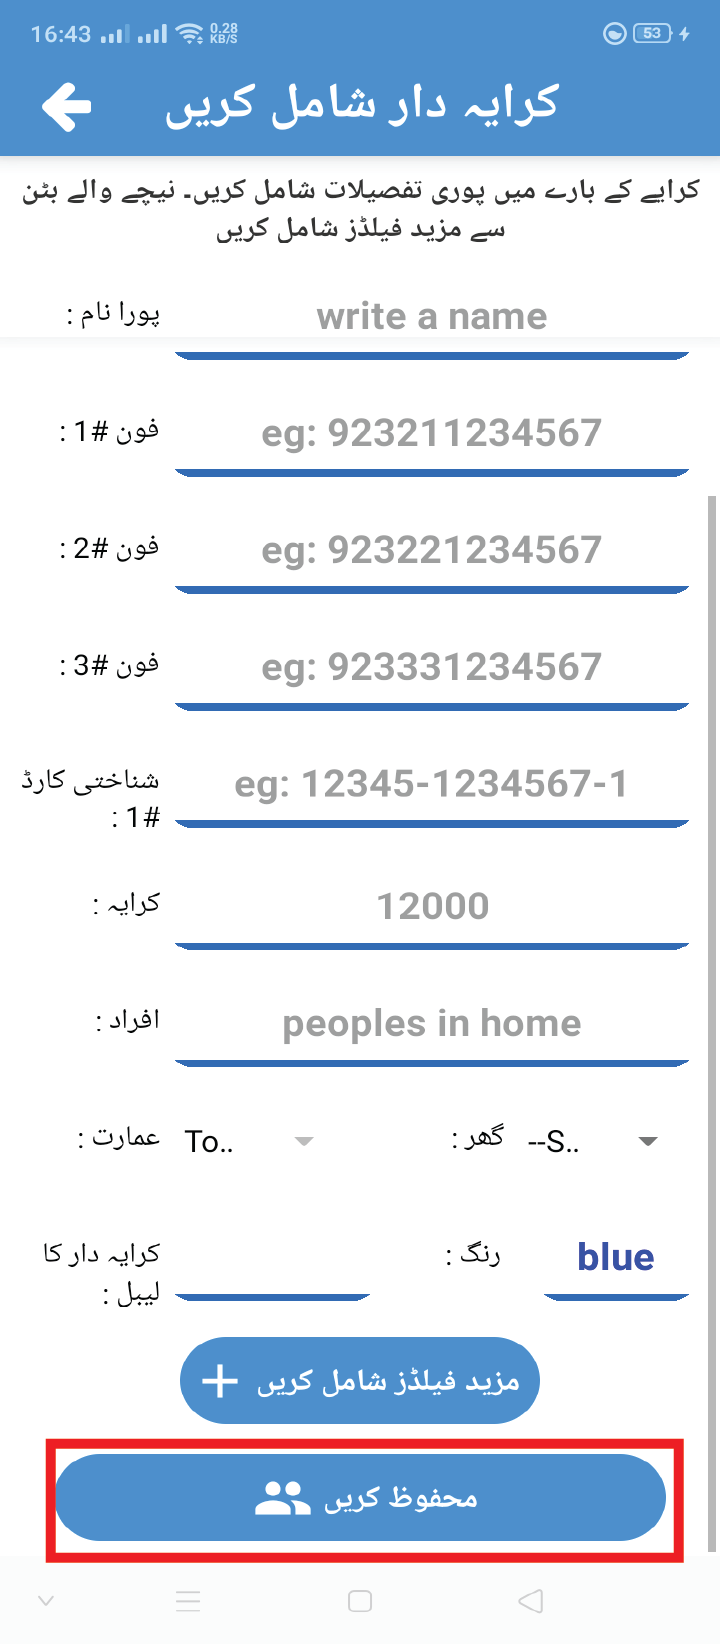 16:43 0.28 KB/S 53
کرایہ دار شامل کریں
کرایے کے بارے میں پوری تفصیلات شامل کریں۔ نیچے والے بٹن
سے مزید فیلڈز شامل کریں
پورا نام :
write a name
فون #1 :
eg: 923211234567
فون #2 :
eg: 923221234567
فون #3 :
eg: 923331234567
شناختی کارڈ
#1 :
eg: 12345-1234567-1
کرایہ :
12000
افراد :
peoples in home
عمارت :
To..
گھر :
--S..
کرایہ دار کا
لیبل :
رنگ :
blue
مزید فیلڈز شامل کریں
محفوظ کریں